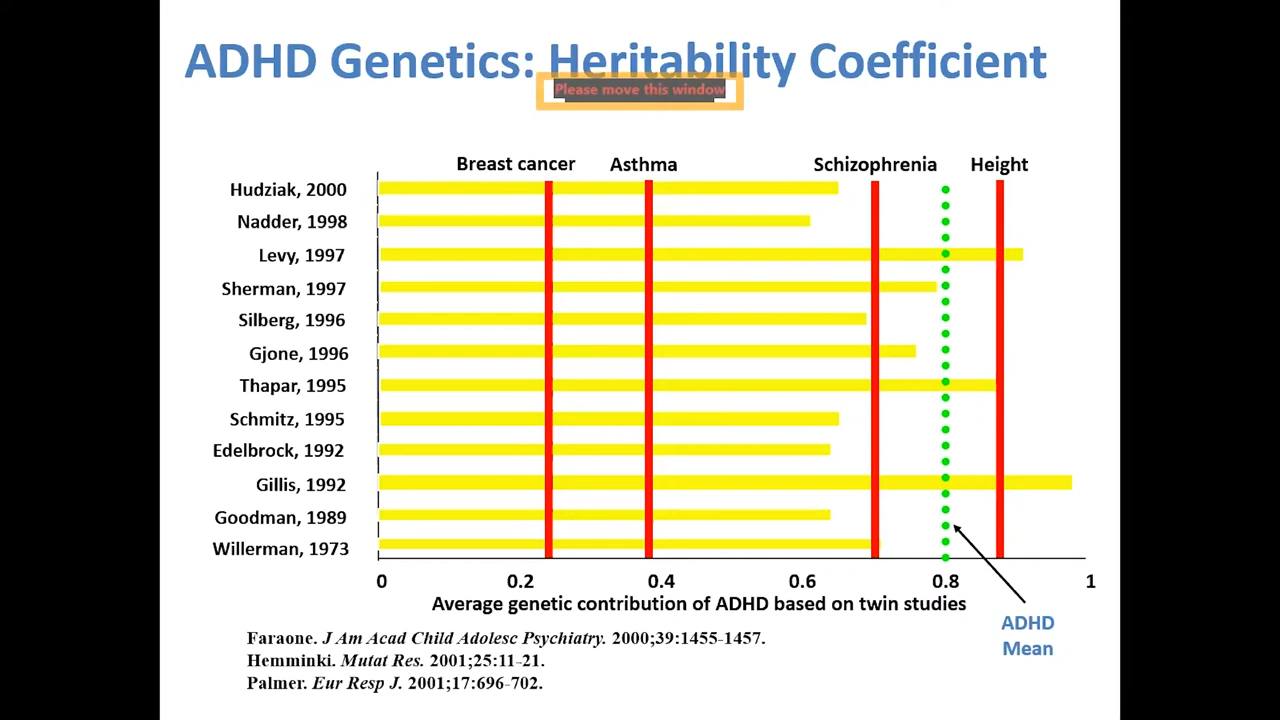 ADHD Genetics: Heritability Coefficient
Please move this window
Breast cancer Asthma Schizophrenia Height
Hudziak, 2000
Nadder, 1998
Levy, 1997
Sherman, 1997
Silberg, 1996
Gjone, 1996
Thapar, 1995
Schmitz, 1995
Edelbrock, 1992
Gillis, 1992
Goodman, 1989
Willerman, 1973
0 0.2 0.4 0.6 0.8 1
Average genetic contribution of ADHD based on twin studies
ADHD
Mean
Faraone. J Am Acad Child Adolesc Psychiatry. 2000;39:1455-1457.
Hemminki. Mutat Res. 2001;25:11-21.
Palmer. Eur Resp J. 2001;17:696-702.